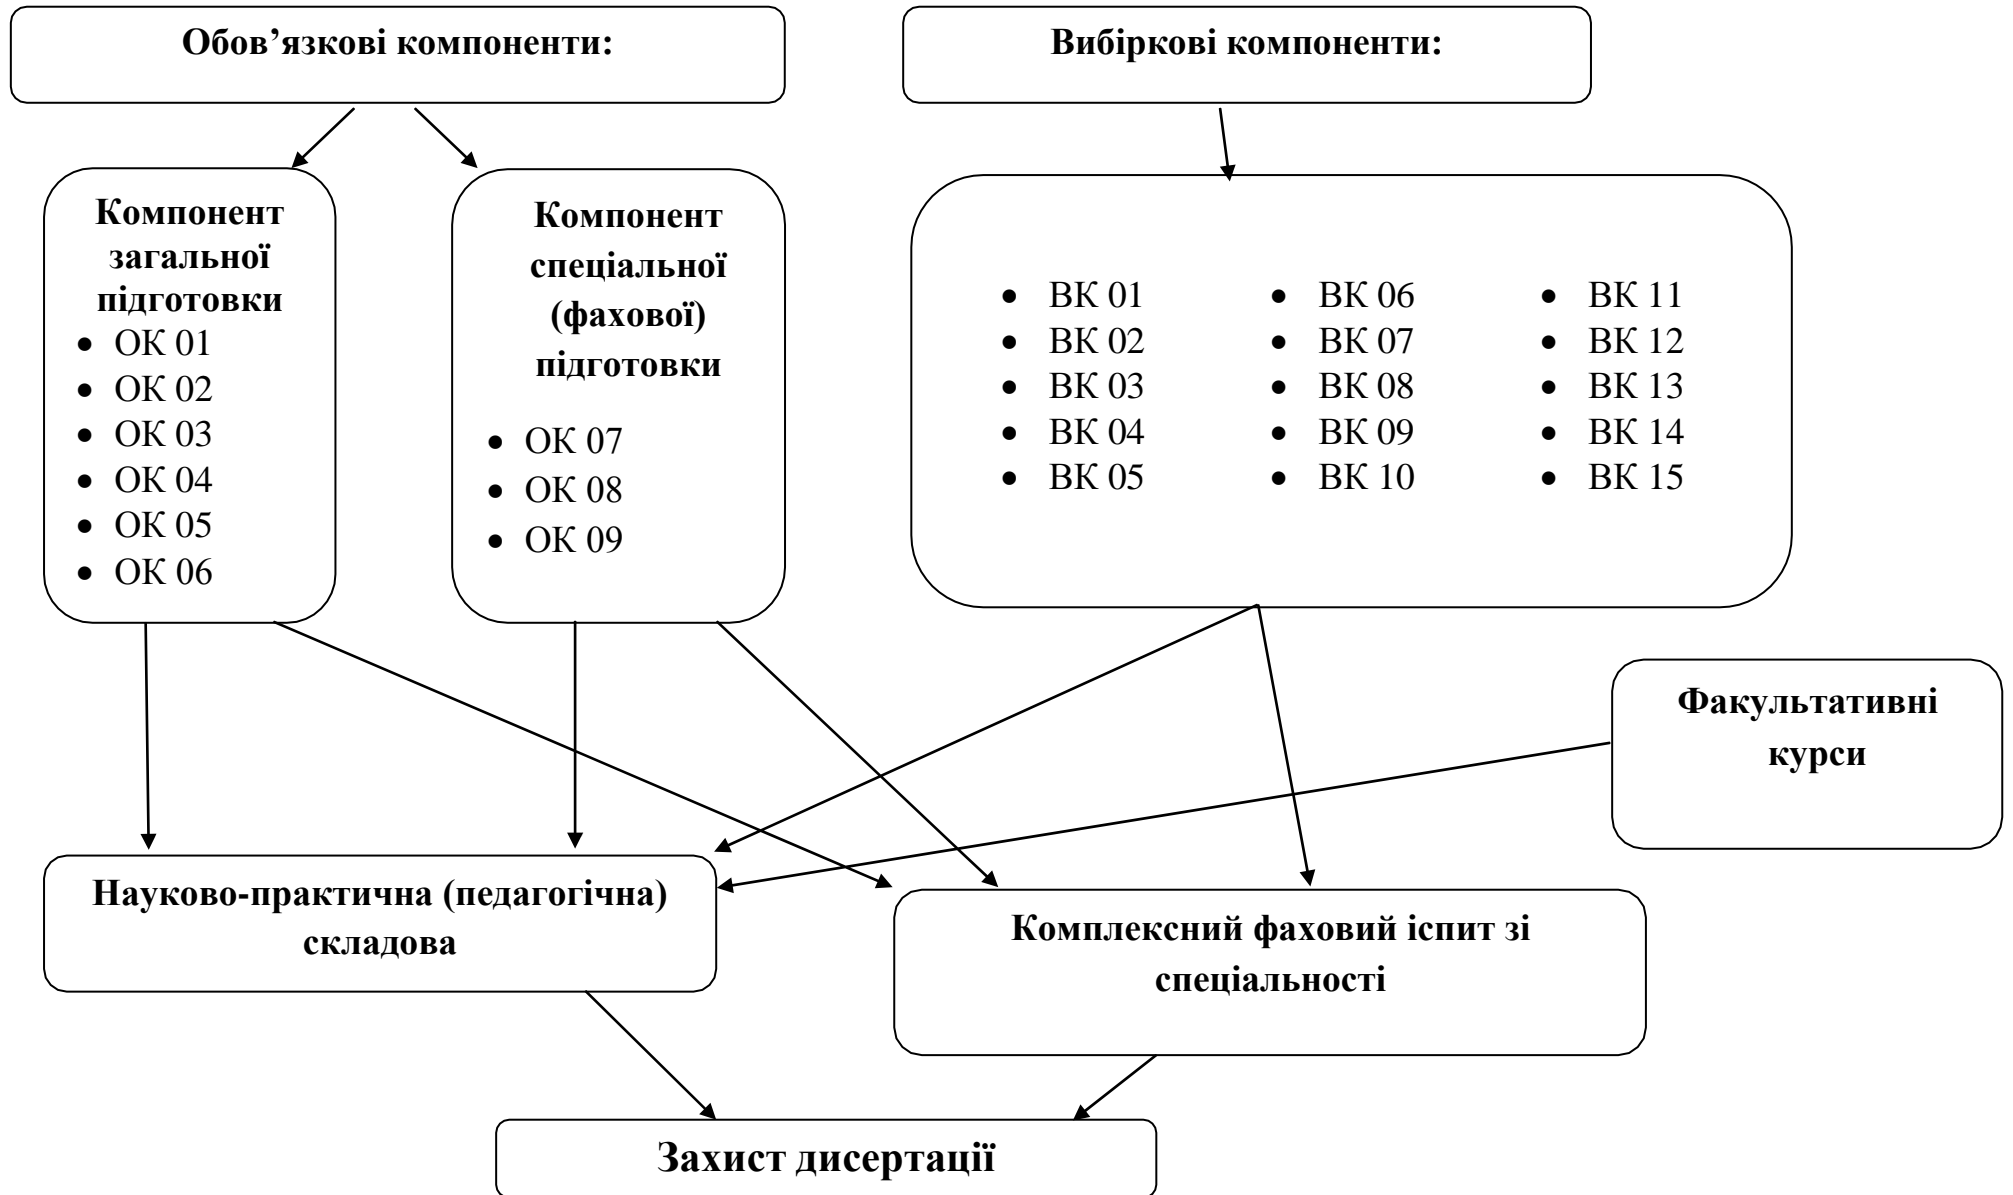 Обов’язкові компоненти:
Вибіркові компоненти:
Компонент
загальної
підготовки
• ОК 01
• ОК 02
• ОК 03
• ОК 04
• ОК 05
• ОК 06
Компонент
спеціальної
(фахової)
підготовки
• ОК 07
• ОК 08
• ОК 09
• ВК 01
• ВК 02
• ВК 03
• ВК 04
• ВК 05
• ВК 06
• ВК 07
• ВК 08
• ВК 09
• ВК 10
• ВК 11
• ВК 12
• ВК 13
• ВК 14
• ВК 15
Факультативні
курси
Науково-практична (педагогічна)
складова
Комплексний фаховий іспит зі
спеціальності
Захист дисертації